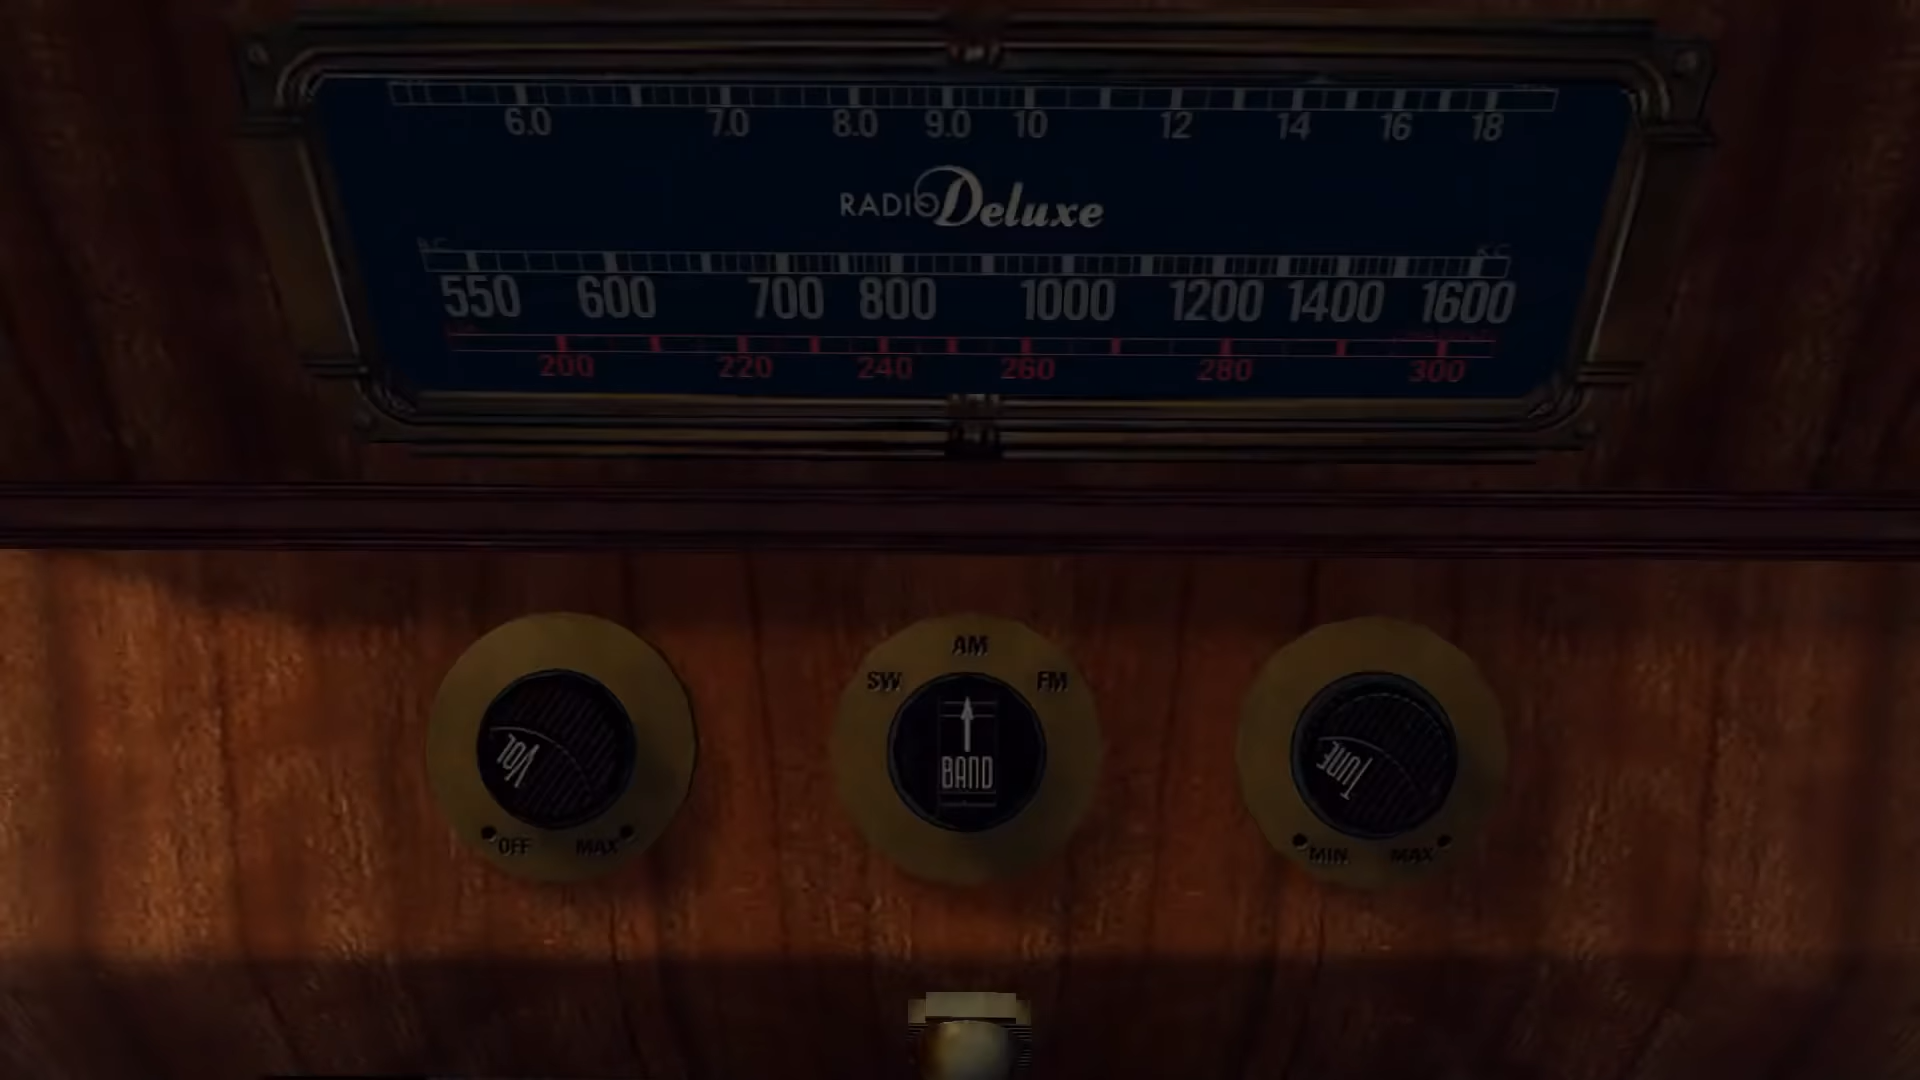 6.0 7.0 8.0 9.0 10 12 14 16 18
RADIO Deluxe
KC
550 600 700 800 1000 1200 1400 1600
200 220 240 260 280 300
AM
SW FM
VOL
BAND
TUNE
OFF MAX
MIN MAX